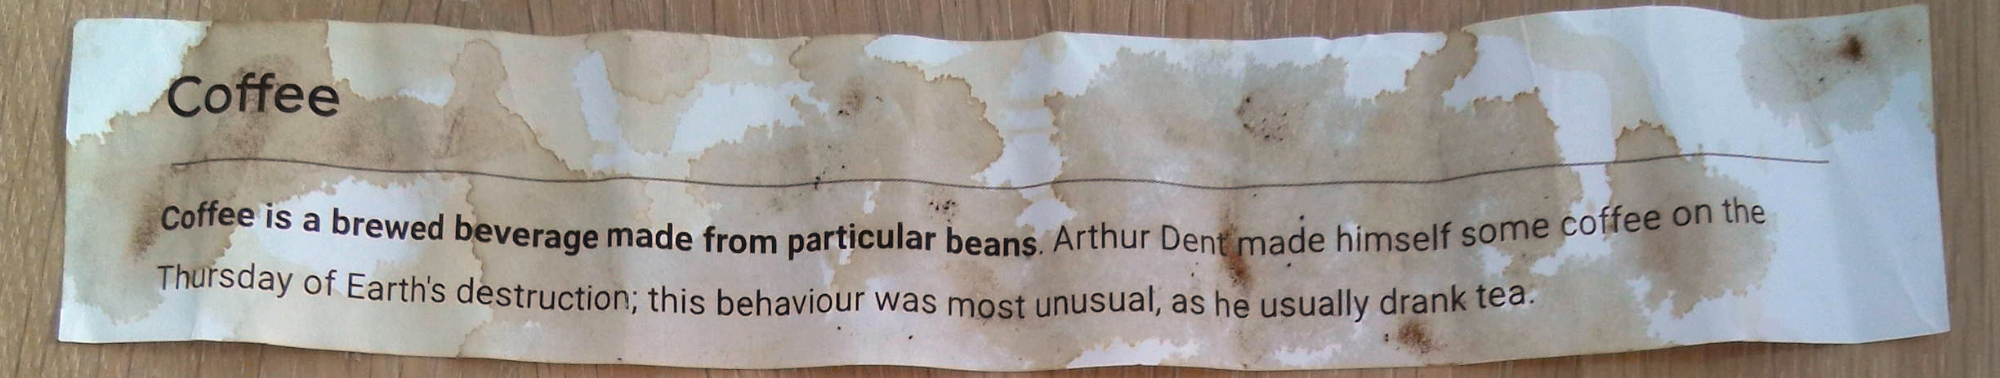 Coffee
Coffee is a brewed beverage made from particular beans. Arthur Dent made himself some coffee on the
Thursday of Earth's destruction; this behaviour was most unusual, as he usually drank tea.